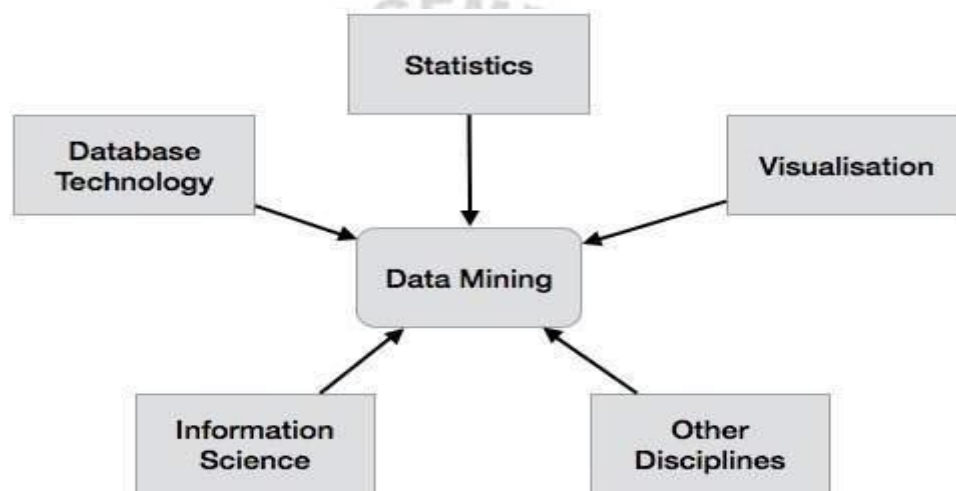 Statistics
Database
Technology
Visualisation
Data Mining
Information
Science
Other
Disciplines